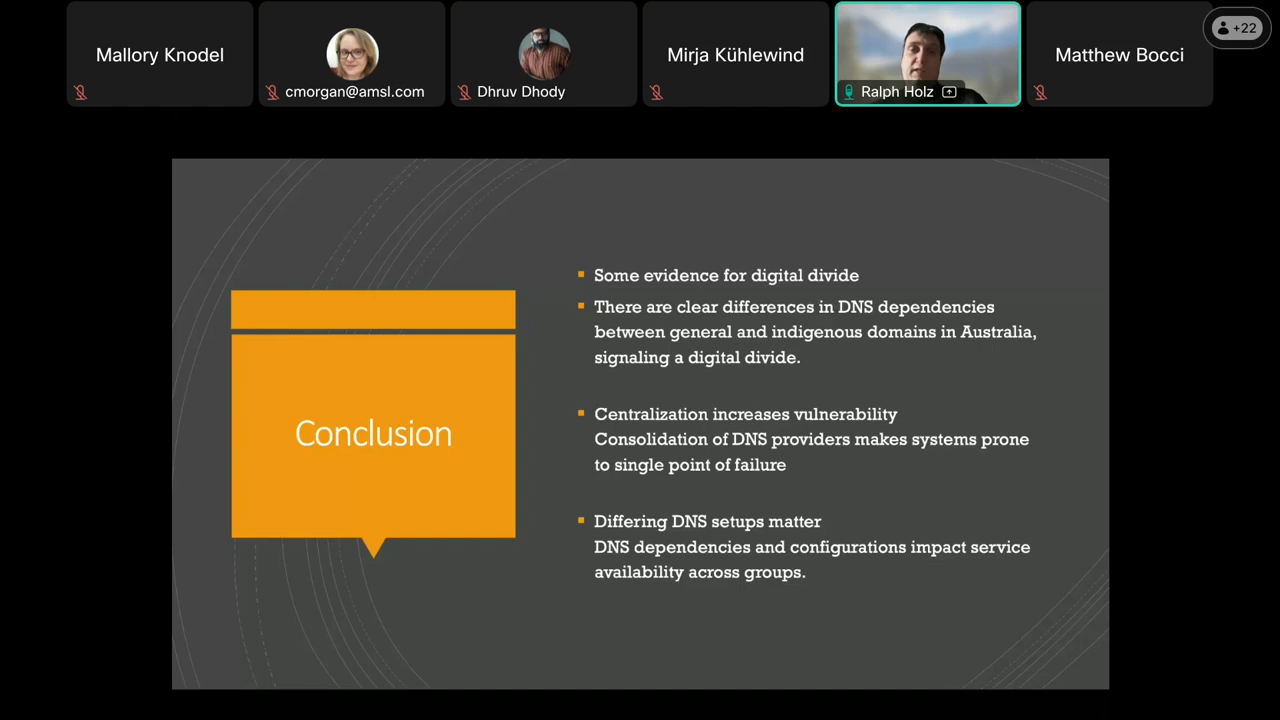 Mallory Knodel
cmorgan@amsl.com
Dhruv Dhody
Mirja Kühlewind
Ralph Holz
Matthew Bocci
+22
Conclusion
Some evidence for digital divide
There are clear differences in DNS dependencies
between general and indigenous domains in Australia,
signaling a digital divide.
Centralization increases vulnerability
Consolidation of DNS providers makes systems prone
to single point of failure
Differing DNS setups matter
DNS dependencies and configurations impact service
availability across groups.